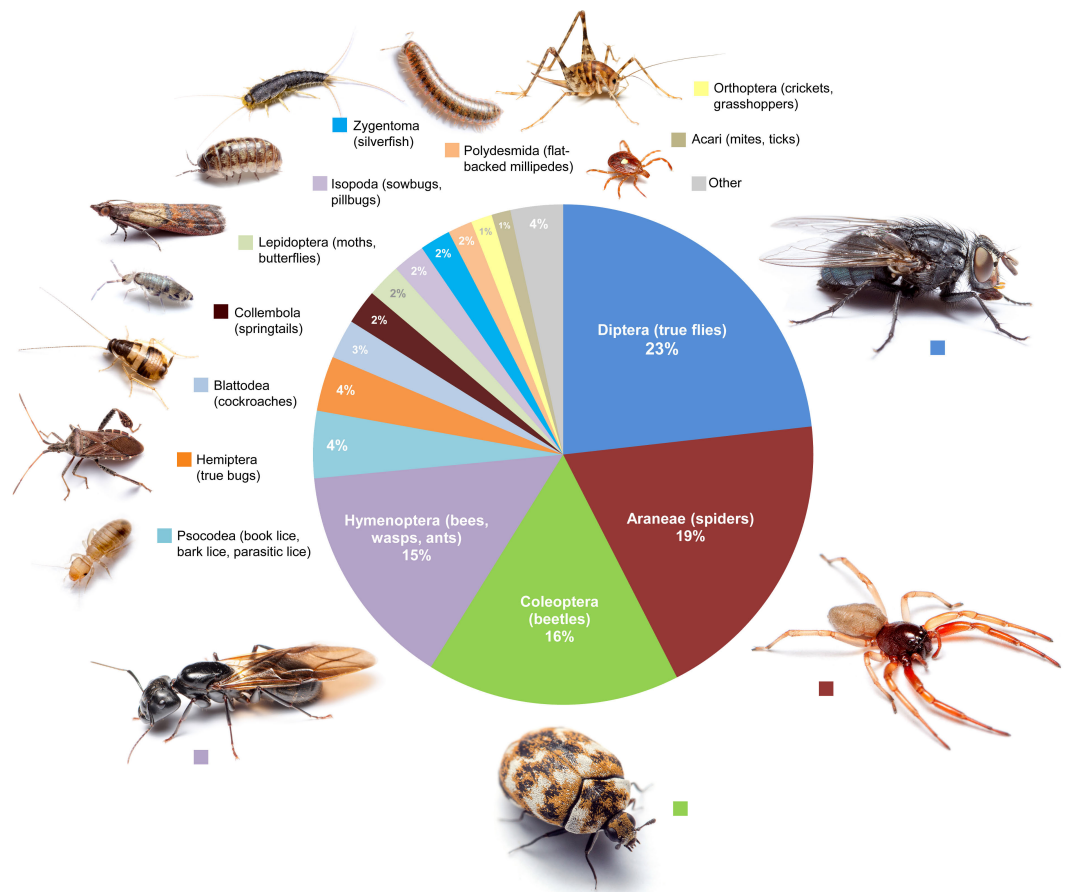 Orthoptera (crickets,
grasshoppers)
Zygentoma
(silverfish)
Polydesmida (flat-
backed millipedes)
Acari (mites, ticks)
Isopoda (sowbugs,
pillbugs)
Other
Lepidoptera (moths,
butterflies)
Collembola
(springtails)
Blattodea
(cockroaches)
Hemiptera
(true bugs)
Psocodea (book lice,
bark lice, parasitic lice)
4%
1%
1%
2%
2%
2%
2%
2%
3%
4%
4%
Diptera (true flies)
23%
Araneae (spiders)
19%
Coleoptera
(beetles)
16%
Hymenoptera (bees,
wasps, ants)
15%